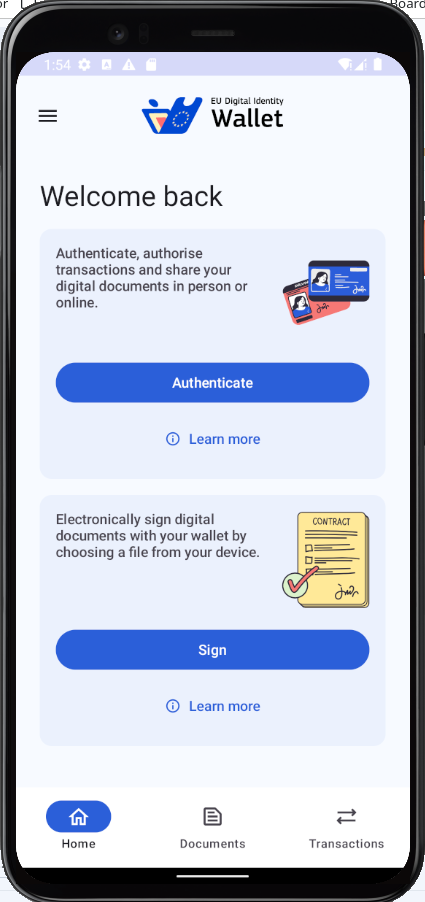 Board
1:54
EU Digital Identity
Wallet
Welcome back
Authenticate, authorise
transactions and share your
digital documents in person or
online.
Authenticate
Learn more
Electronically sign digital
documents with your wallet by
choosing a file from your device.
CONTRACT
Sign
Learn more
Home
Documents
Transactions